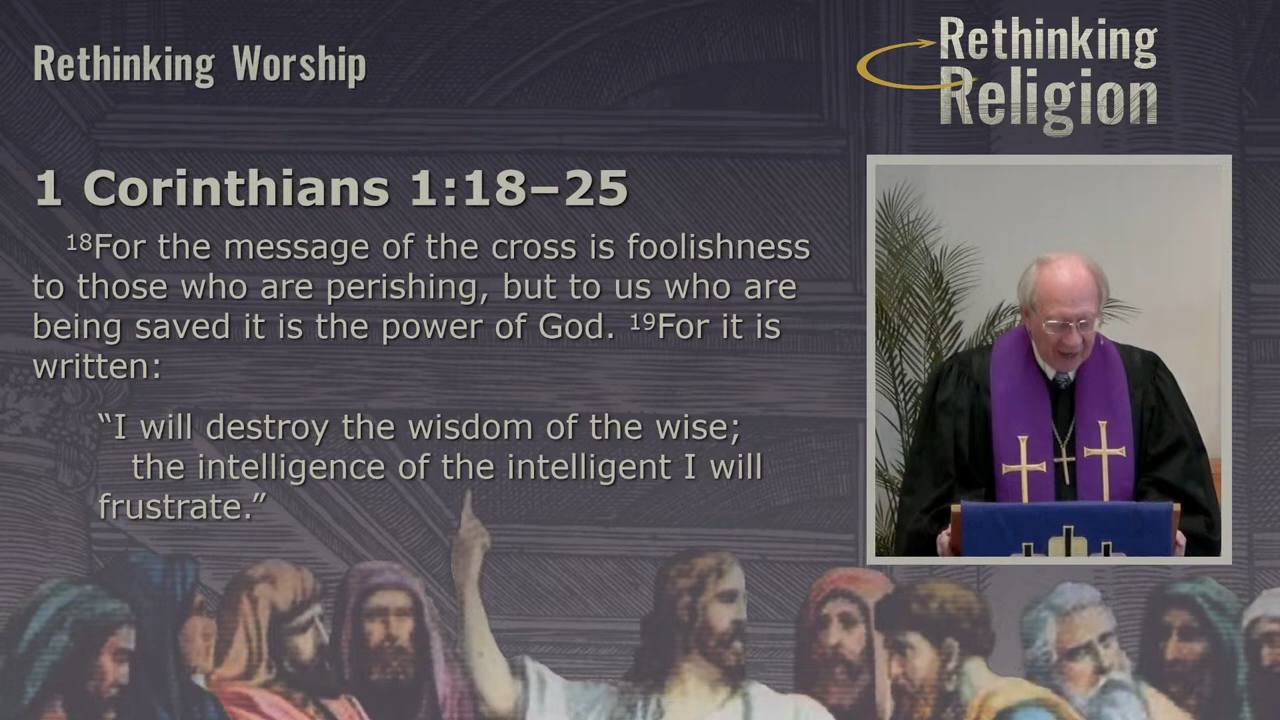 Rethinking Worship
Rethinking
Religion
1 Corinthians 1:18–25
¹⁸For the message of the cross is foolishness
to those who are perishing, but to us who are
being saved it is the power of God. ¹⁹For it is
written:
“I will destroy the wisdom of the wise;
the intelligence of the intelligent I will
frustrate.”